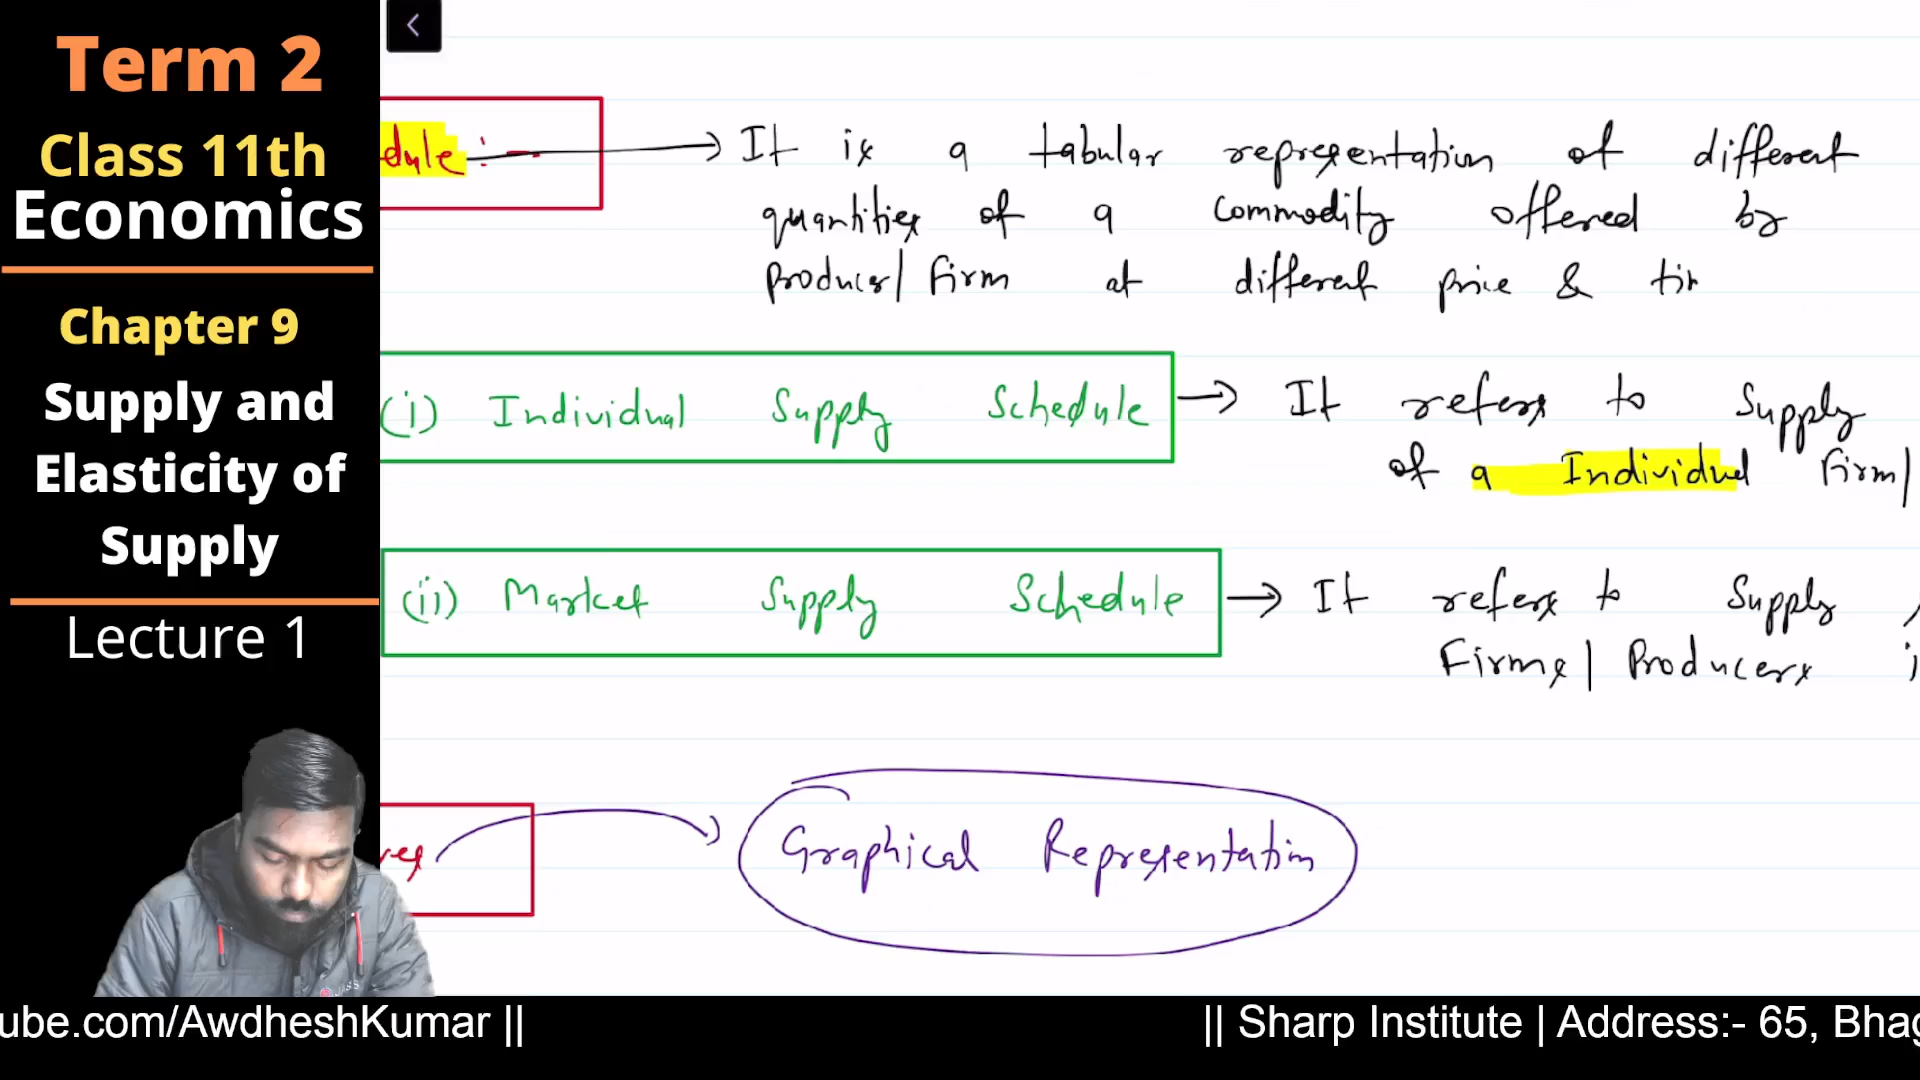 Term 2
Class 11th
Economics
Chapter 9
Supply and
Elasticity of
Supply
Lecture 1
dule :- → It is a tabular representation of different
quantities of a commodity offered by
Producer/ Firm at different price & tim
(i) Individual Supply Schedule → It refers to Supply
of a Individual Firm/
(ii) Market Supply Schedule → It refers to Supply
Firms/ Producers i
ves
Graphical Representation
ube.com/AwdheshKumar || || Sharp Institute | Address:- 65, Bhag